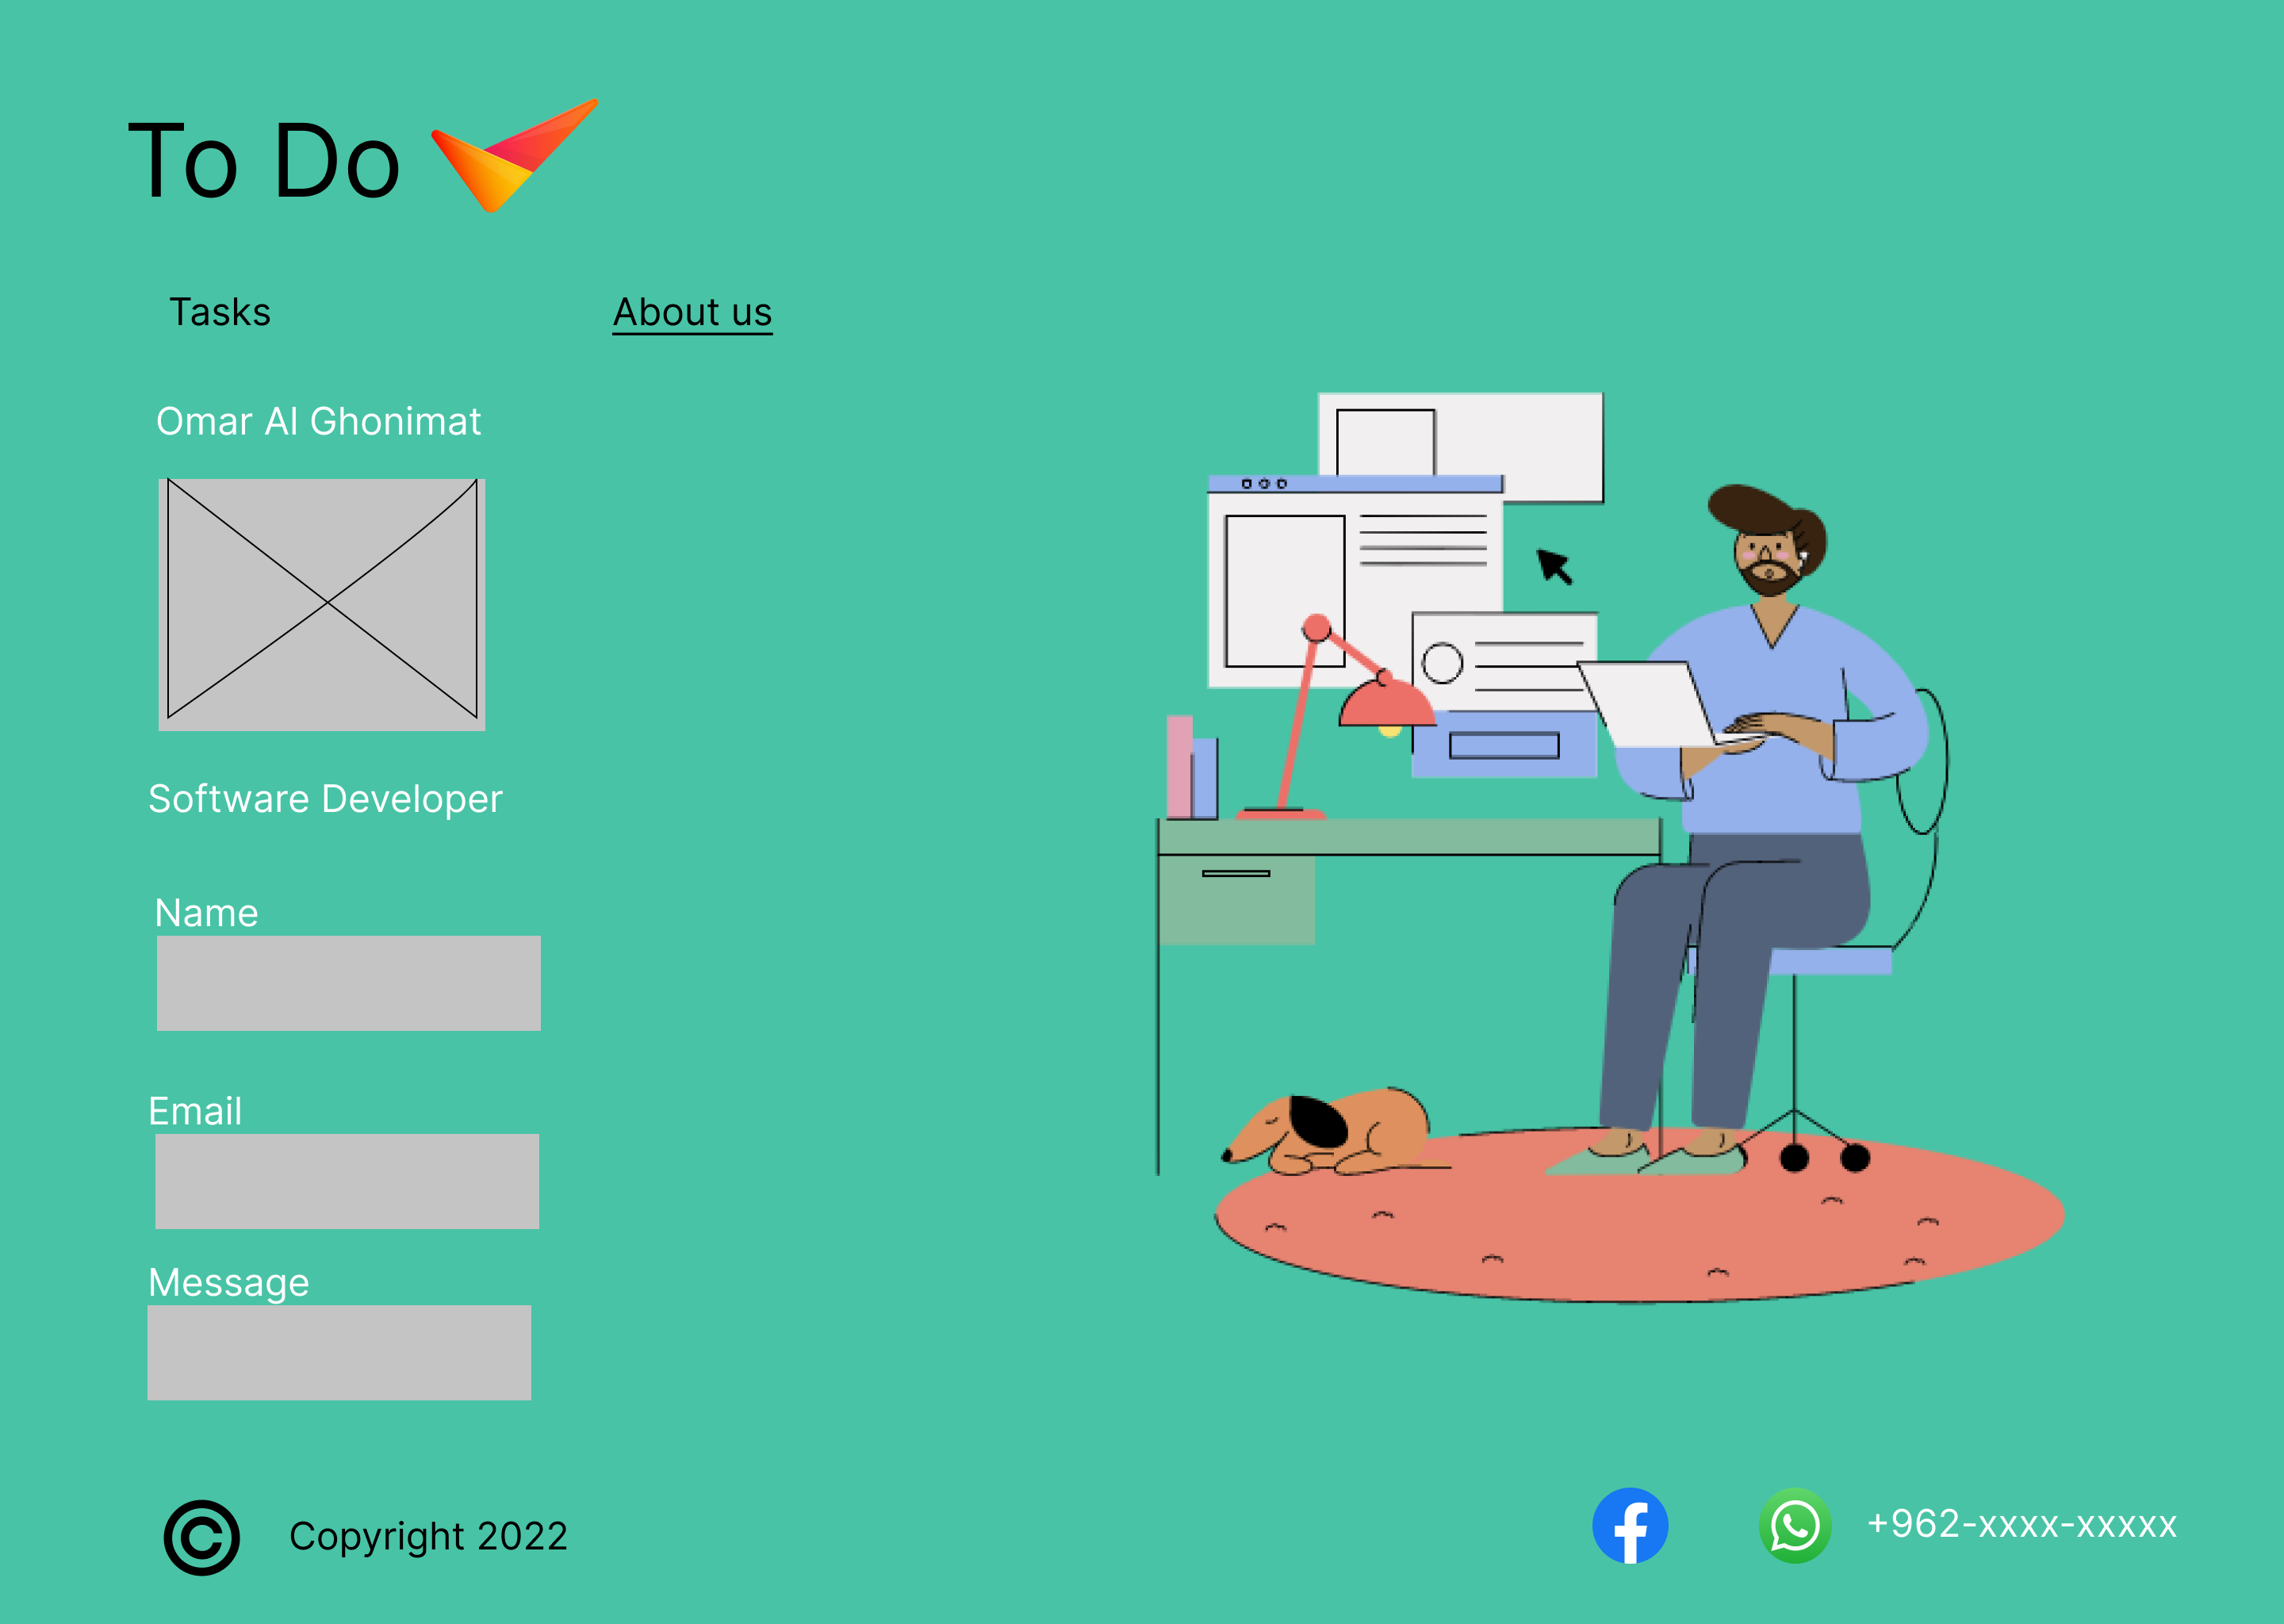 To Do
Tasks
About us
Omar Al Ghonimat
Software Developer
Name
Email
Message
© Copyright 2022
+962-xxxx-xxxxx